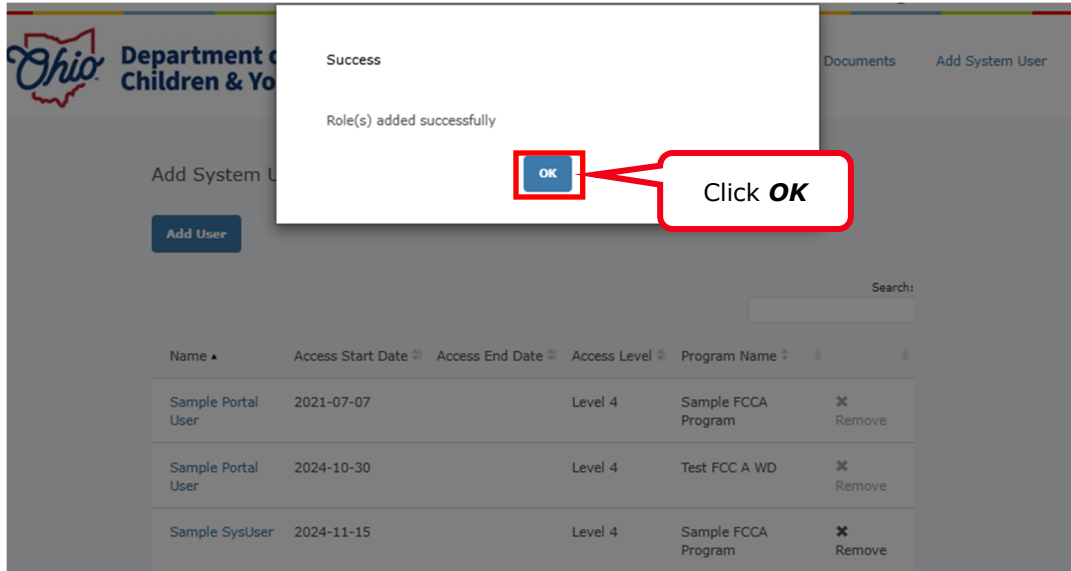 Ohio
Department o
Children & Yo
Success
Documents
Add System User
Role(s) added successfully
OK
Click OK
Add System U
Add User
Search:
Name Access Start Date Access End Date Access Level Program Name
Sample Portal User 2021-07-07 Level 4 Sample FCCA Program Remove
Sample Portal User 2024-10-30 Level 4 Test FCC A WD Remove
Sample SysUser 2024-11-15 Level 4 Sample FCCA Program Remove